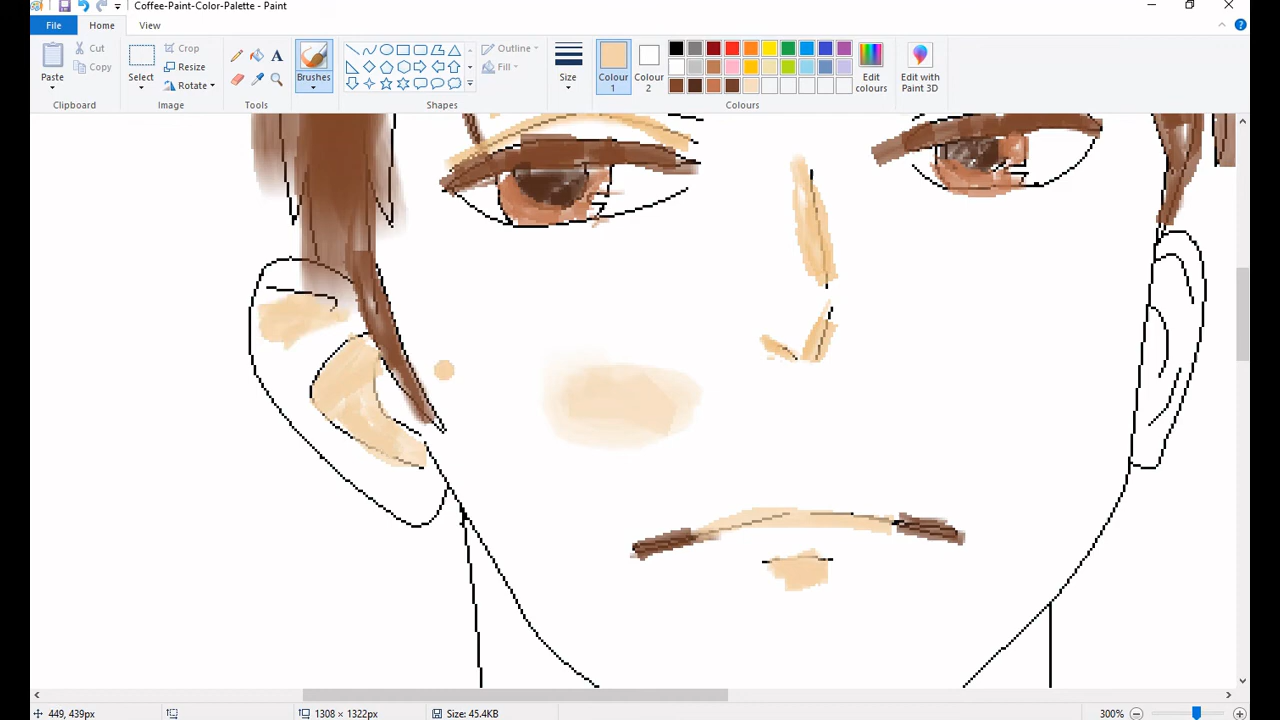 Coffee-Paint-Color-Palette - Paint
File
Home
View
Paste
Cut
Copy
Clipboard
Select
Crop
Resize
Rotate
Image
Tools
Brushes
Outline
Fill
Shapes
Size
Colour
1
Colour
2
Edit
colours
Colours
Edit with
Paint 3D
449, 439px
1308 × 1322px
Size: 45.4KB
300%